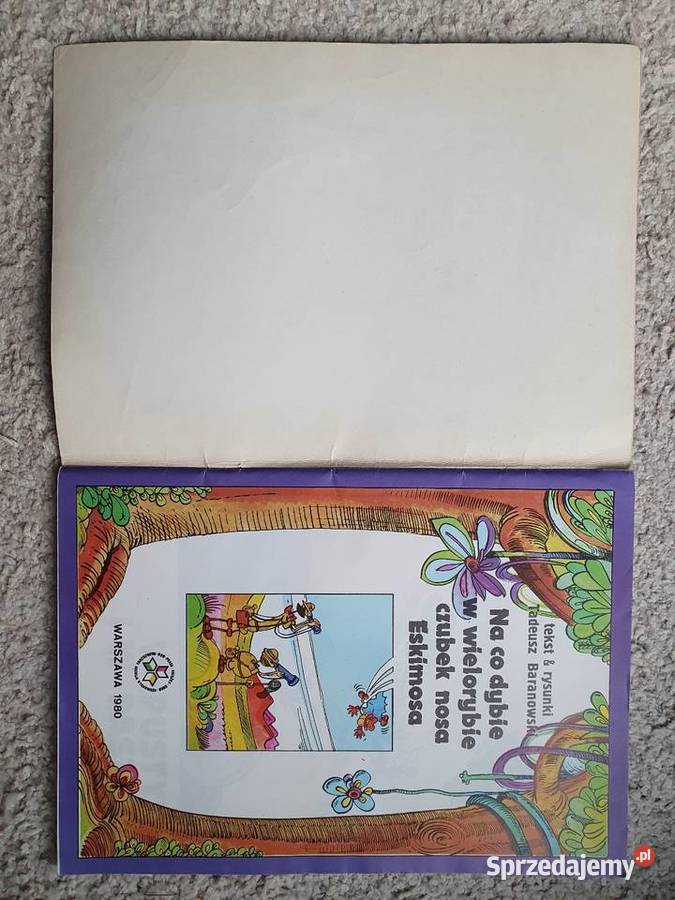 tekst & rysunki
Tadeusz Baranowski
Na co dybie
w wielorybie
czubek nosa
Eskimosa
WARSZAWA 1980
Sprzedajemy.pl